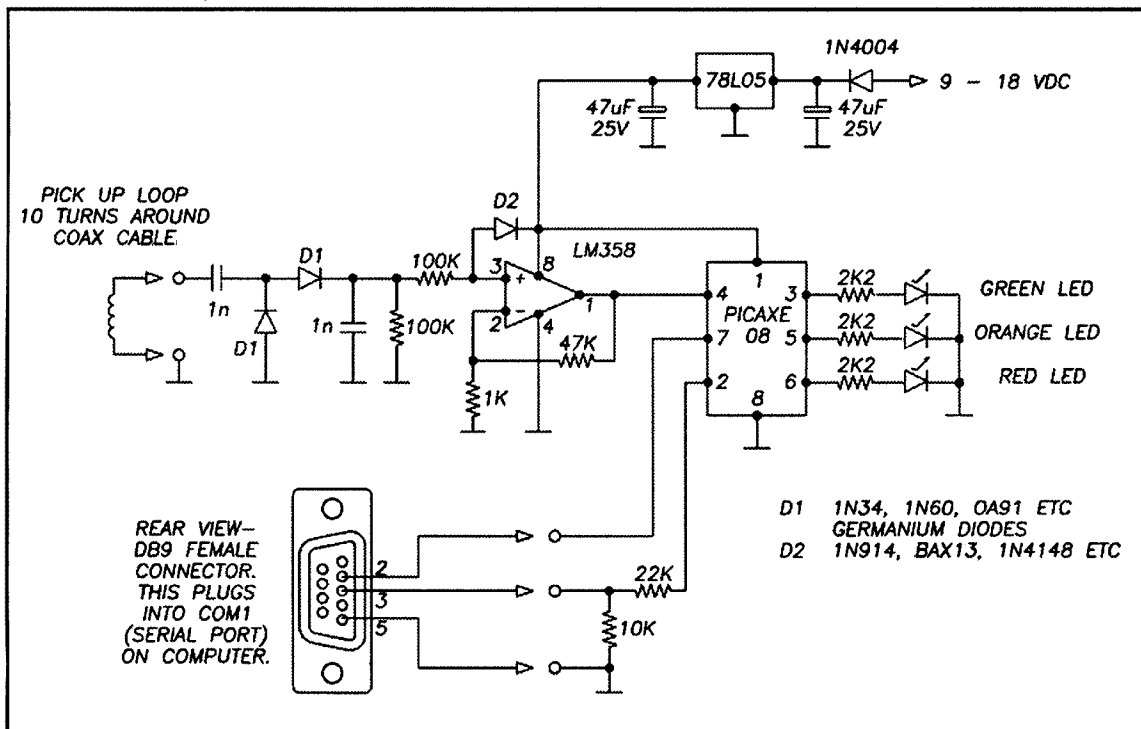 1N4004
78L05
9 - 18 VDC
47uF
25V
47uF
25V
PICK UP LOOP
10 TURNS AROUND
COAX CABLE.
D2
LM358
D1
100K
3
+
8
1n
D1
1n
100K
2
-
4
1
47K
1K
1
4
PICAXE
08
7
2
3
5
6
8
2K2
GREEN LED
2K2
ORANGE LED
2K2
RED LED
REAR VIEW-
DB9 FEMALE
CONNECTOR.
THIS PLUGS
INTO COM1
(SERIAL PORT)
ON COMPUTER.
2
3
5
22K
10K
D1 1N34, 1N60, OA91 ETC
GERMANIUM DIODES
D2 1N914, BAX13, 1N4148 ETC